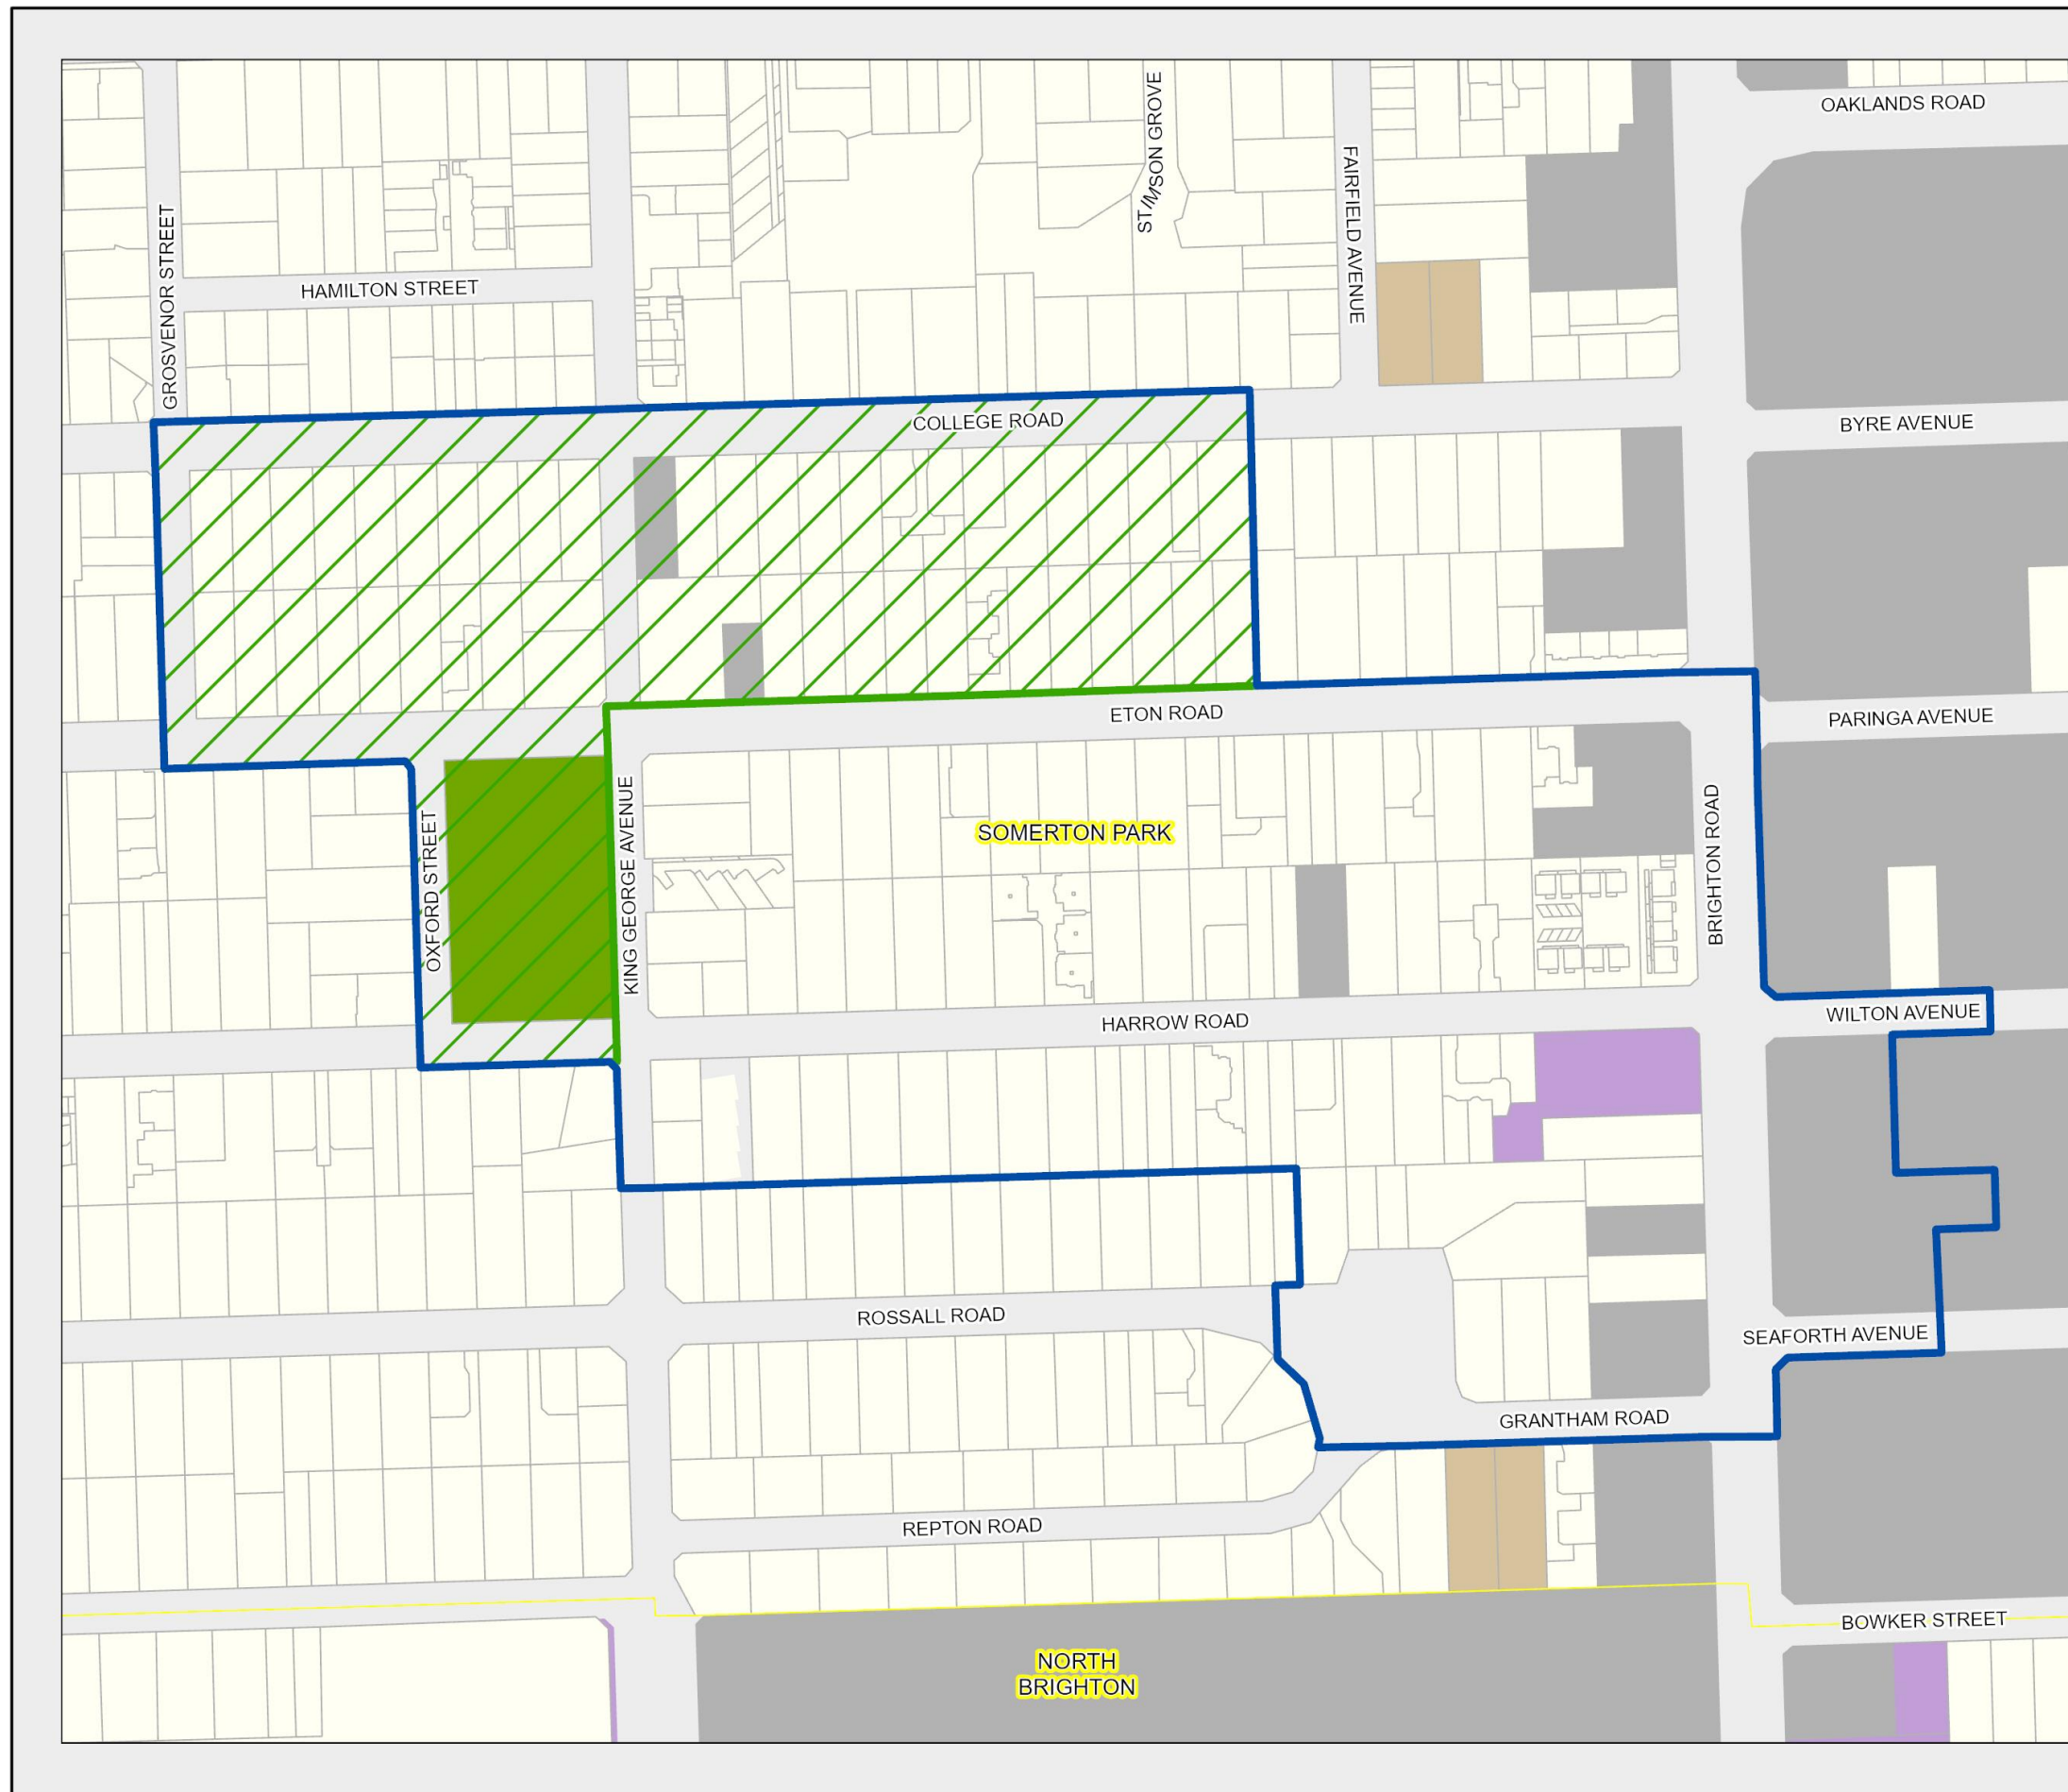 OAKLANDS ROAD
STIMSON GROVE
FAIRFIELD AVENUE
GROSVENOR STREET
HAMILTON STREET
COLLEGE ROAD
BYRE AVENUE
ETON ROAD
PARINGA AVENUE
OXFORD STREET
KING GEORGE AVENUE
SOMERTON PARK
BRIGHTON ROAD
HARROW ROAD
WILTON AVENUE
ROSSALL ROAD
SEAFORTH AVENUE
GRANTHAM ROAD
REPTON ROAD
BOWKER STREET
NORTH
BRIGHTON